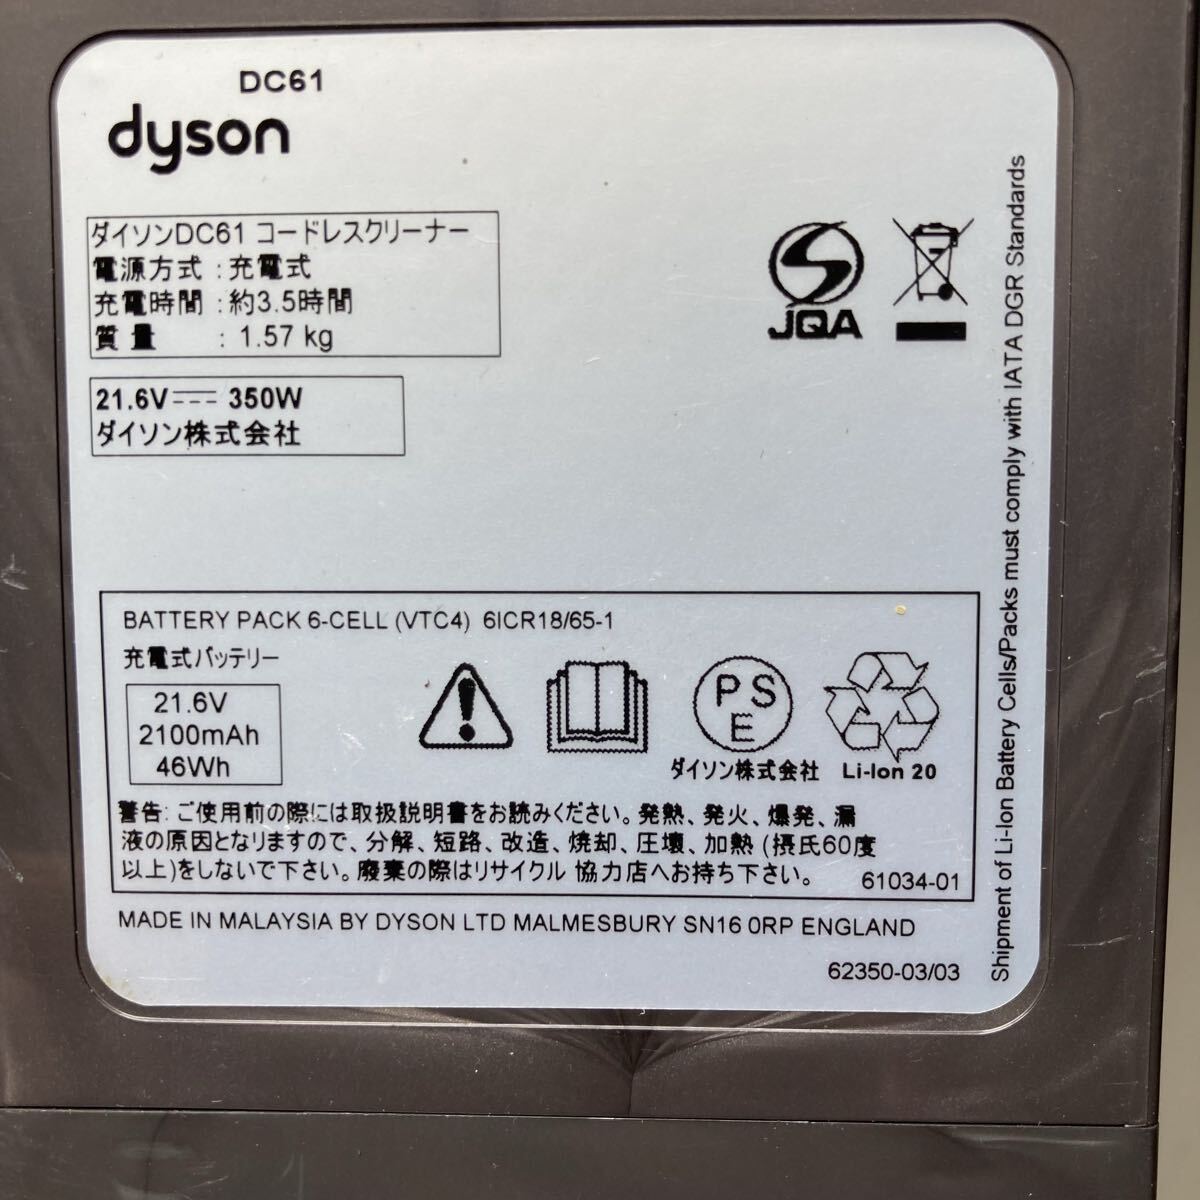 DC61
dyson
ダイソンDC61 コードレスクリーナー
電源方式 : 充電式
充電時間 : 約3.5時間
質量 : 1.57 kg
21.6V⎓ 350W
ダイソン株式会社
JQA
BATTERY PACK 6-CELL (VTC4) 6ICR18/65-1
充電式バッテリー
21.6V
2100mAh
46Wh
PS
E
ダイソン株式会社
Li-Ion 20
警告: ご使用前の際には取扱説明書をお読みください。発熱、発火、爆発、漏
液の原因となりますので、分解、短路、改造、焼却、圧壊、加熱 (摂氏60度
以上)をしないで下さい。廃棄の際はリサイクル 協力店へお持ち下さい。
61034-01
MADE IN MALAYSIA BY DYSON LTD MALMESBURY SN16 0RP ENGLAND
62350-03/03
Shipment of Li-Ion Battery Cells/Packs must comply with IATA DGR Standards